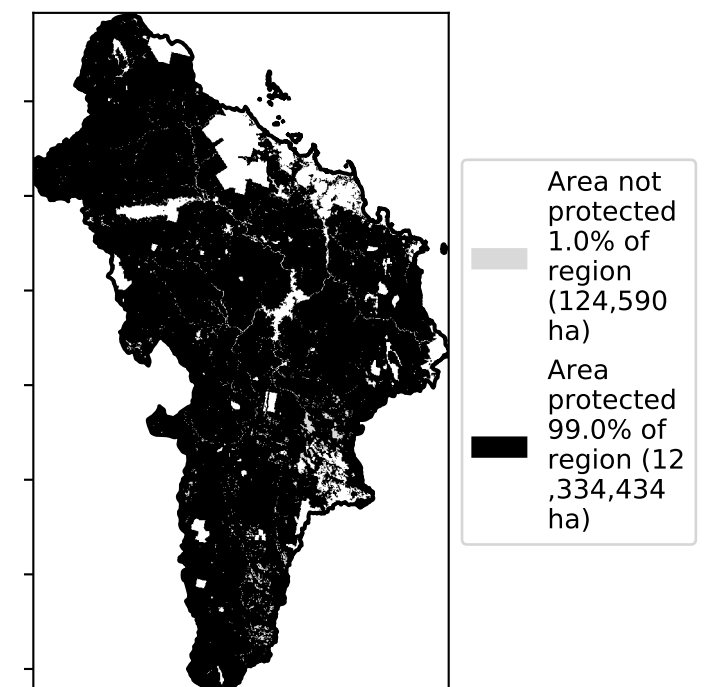 Area not
protected
1.0% of
region
(124,590
ha)
Area
protected
99.0% of
region (12
,334,434
ha)